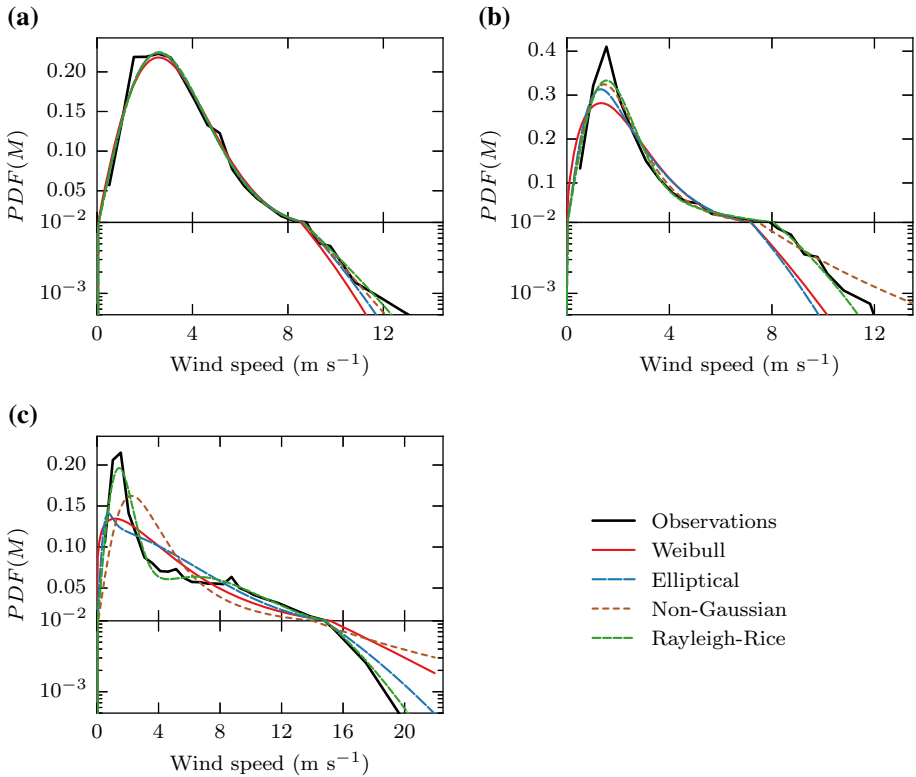 (a)
0.20
0.15
0.10
0.05
10⁻²
10⁻³
PDF(M)
0 4 8 12
Wind speed (m s⁻¹)
(b)
0.4
0.3
0.2
0.1
10⁻²
10⁻³
PDF(M)
0 4 8 12
Wind speed (m s⁻¹)
(c)
0.20
0.15
0.10
0.05
10⁻²
10⁻³
PDF(M)
0 4 8 12 16 20
Wind speed (m s⁻¹)
Observations
Weibull
Elliptical
Non-Gaussian
Rayleigh-Rice